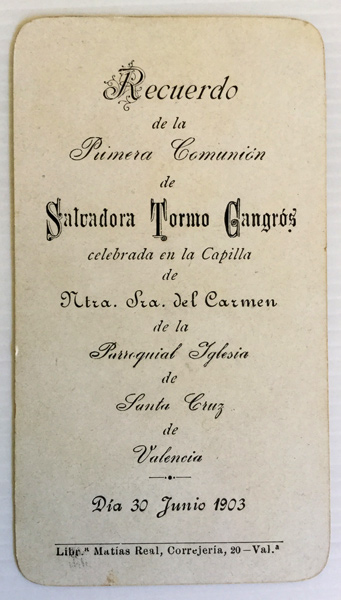 Recuerdo
de la
Primera Comunión
de
Salvadora Tormo Gangrós
celebrada en la Capilla
de
Ntra. Sra. del Carmen
de la
Parroquial Iglesia
de
Santa Cruz
de
Valencia
Día 30 Junio 1903
Libr.ª Matías Real, Correjería, 20 — Val.ª